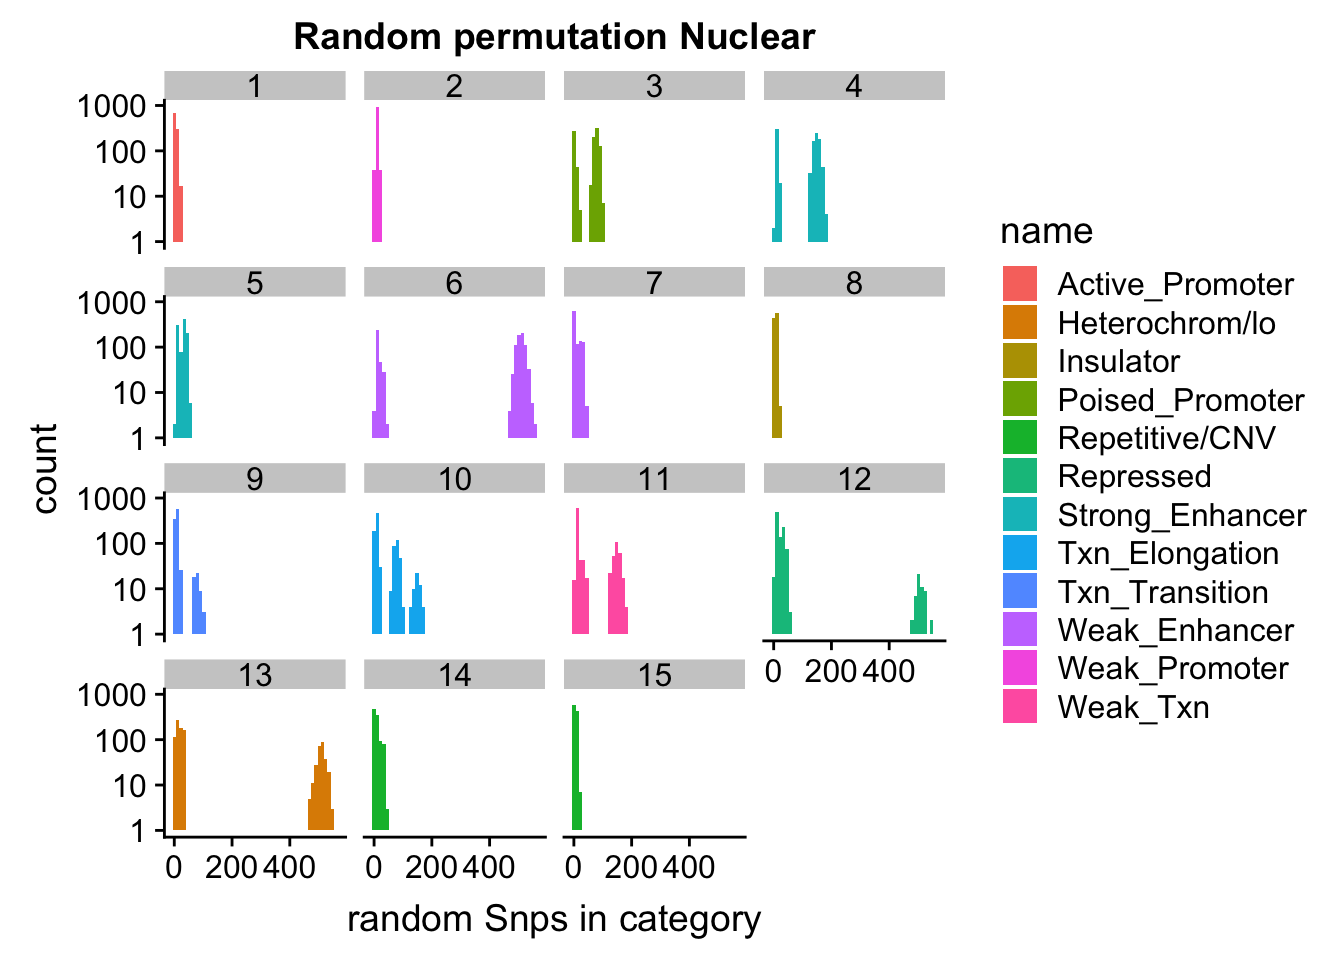 Random permutation Nuclear
1 2 3 4
1000
100
10
1
5 6 7 8
1000
100
10
1
9 10 11 12
1000
100
10
1
0 200 400
13 14 15
1000
100
10
1
0 200 400 0 200 400 0 200 400
random Snps in category
count
name
Active_Promoter
Heterochrom/lo
Insulator
Poised_Promoter
Repetitive/CNV
Repressed
Strong_Enhancer
Txn_Elongation
Txn_Transition
Weak_Enhancer
Weak_Promoter
Weak_Txn